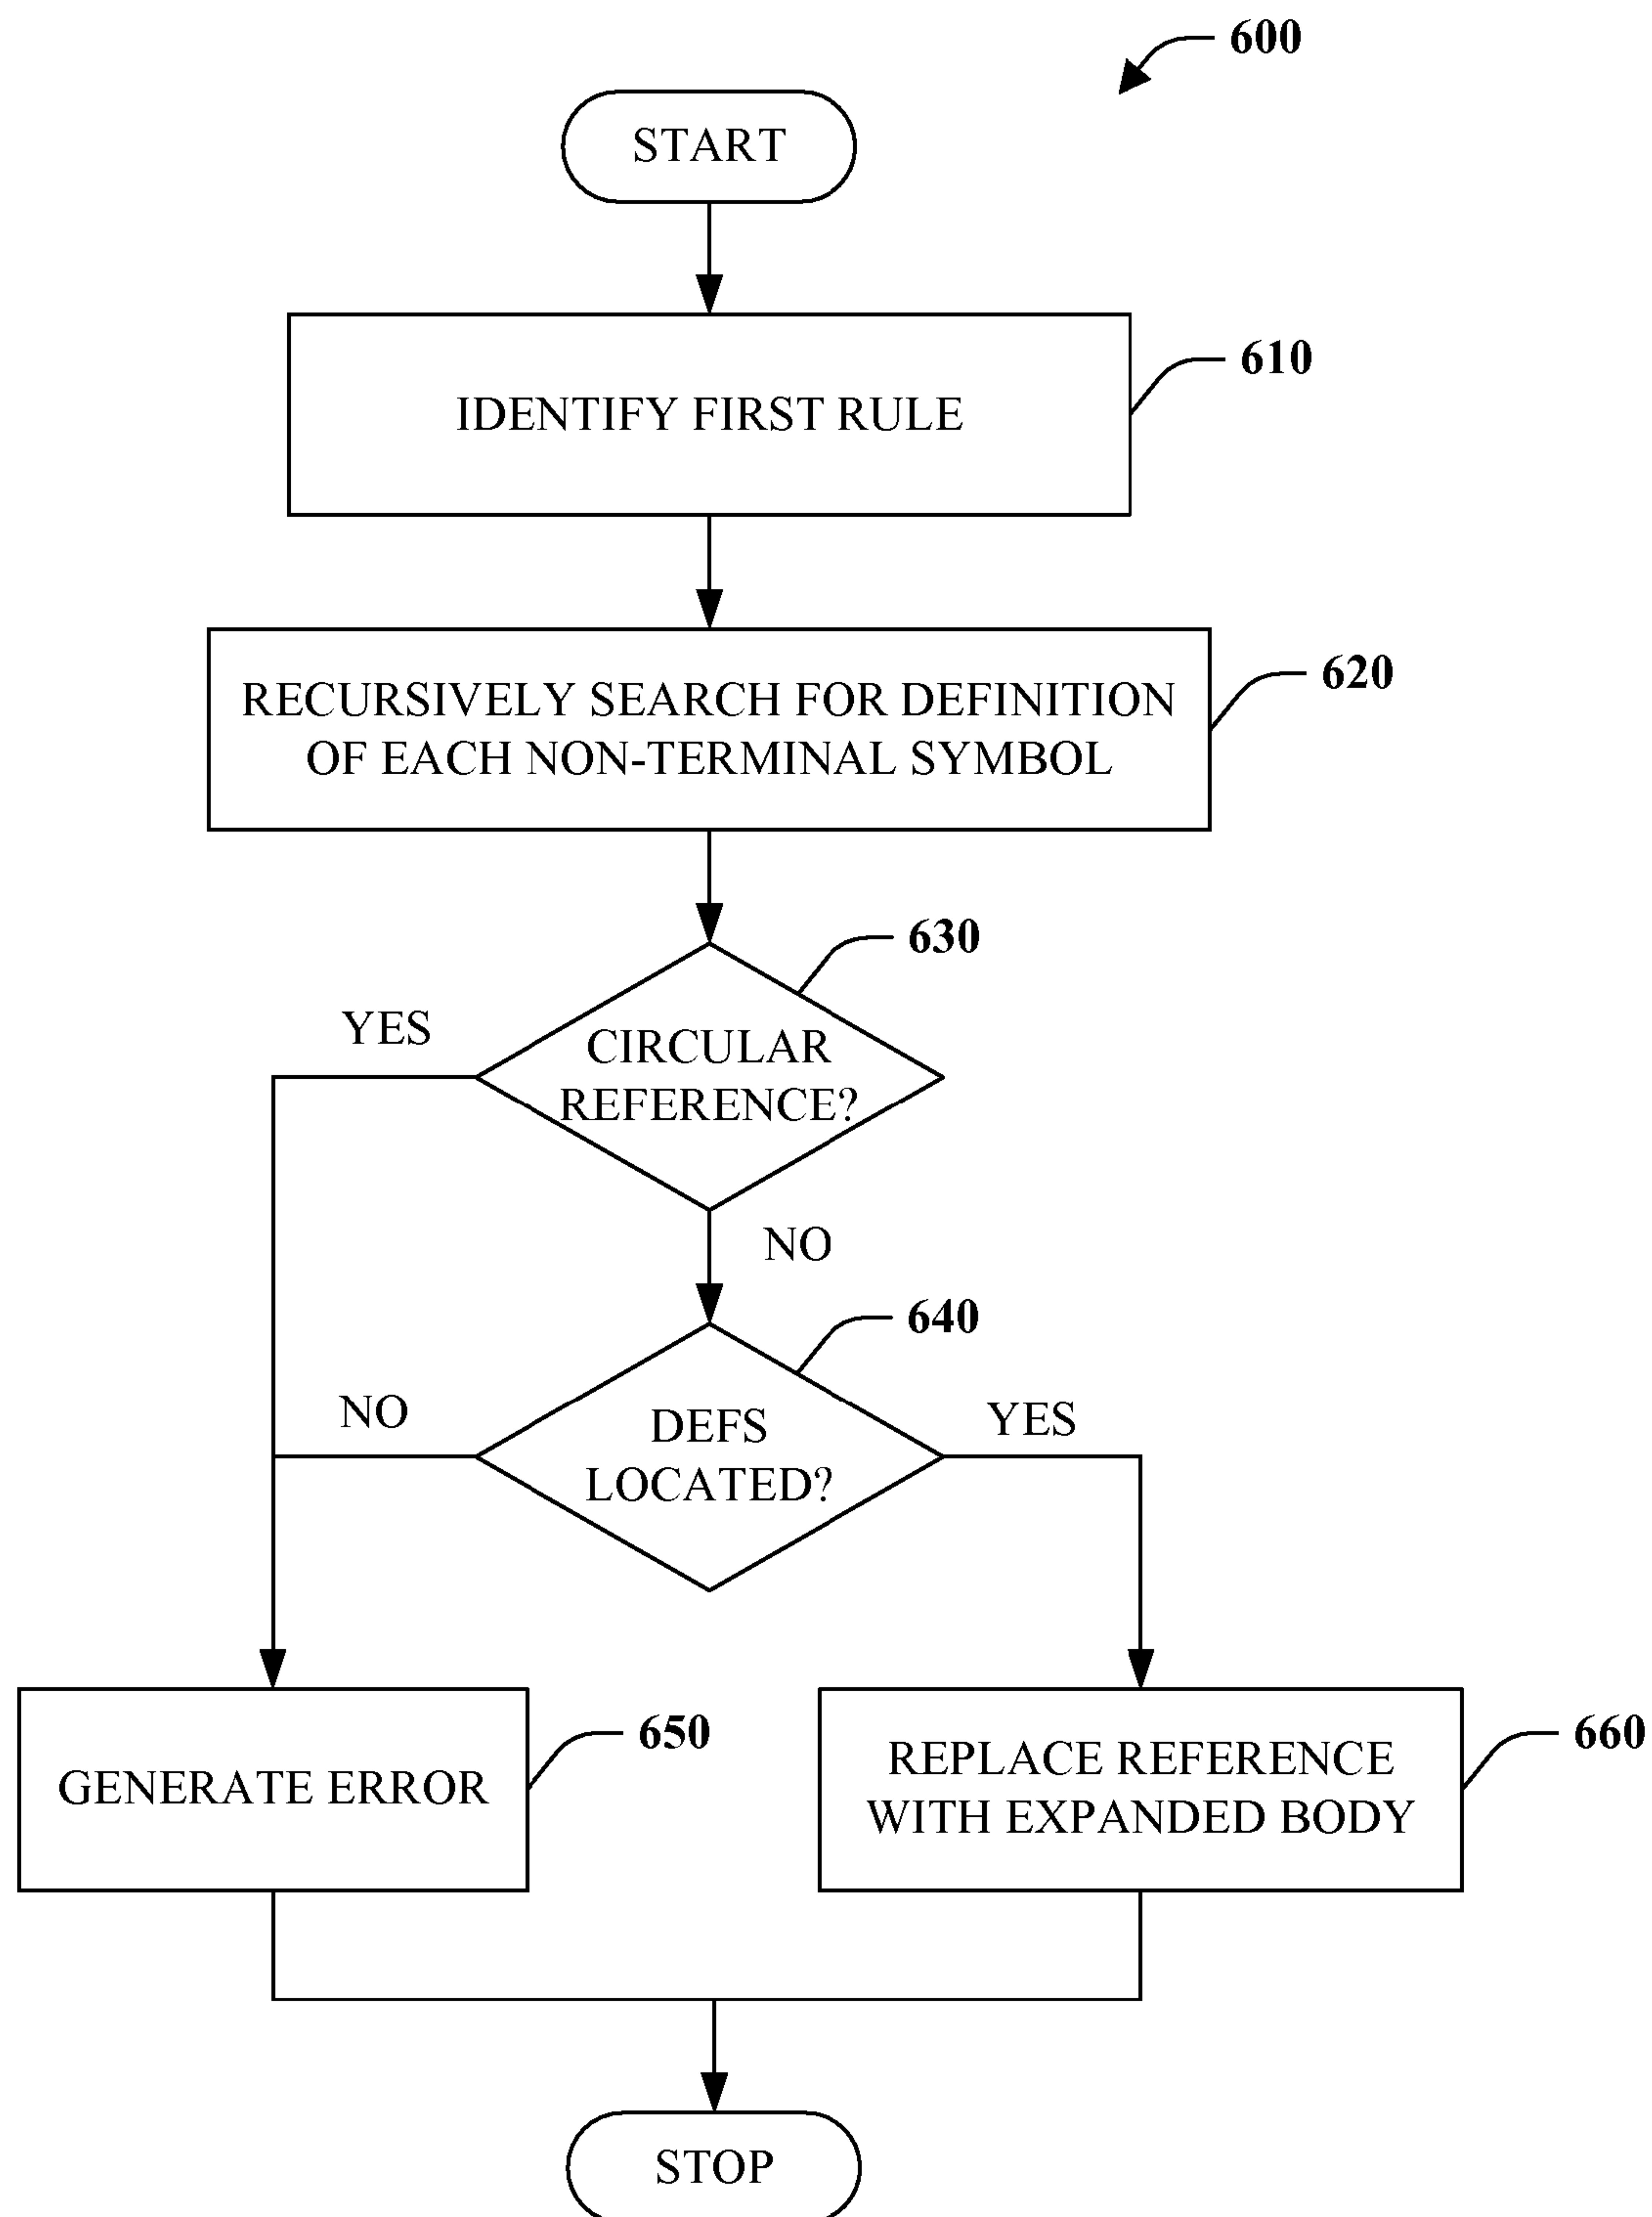 600
START
610
IDENTIFY FIRST RULE
620
RECURSIVELY SEARCH FOR DEFINITION
OF EACH NON-TERMINAL SYMBOL
630
YES
CIRCULAR
REFERENCE?
NO
640
NO
DEFS
LOCATED?
YES
650
GENERATE ERROR
660
REPLACE REFERENCE
WITH EXPANDED BODY
STOP